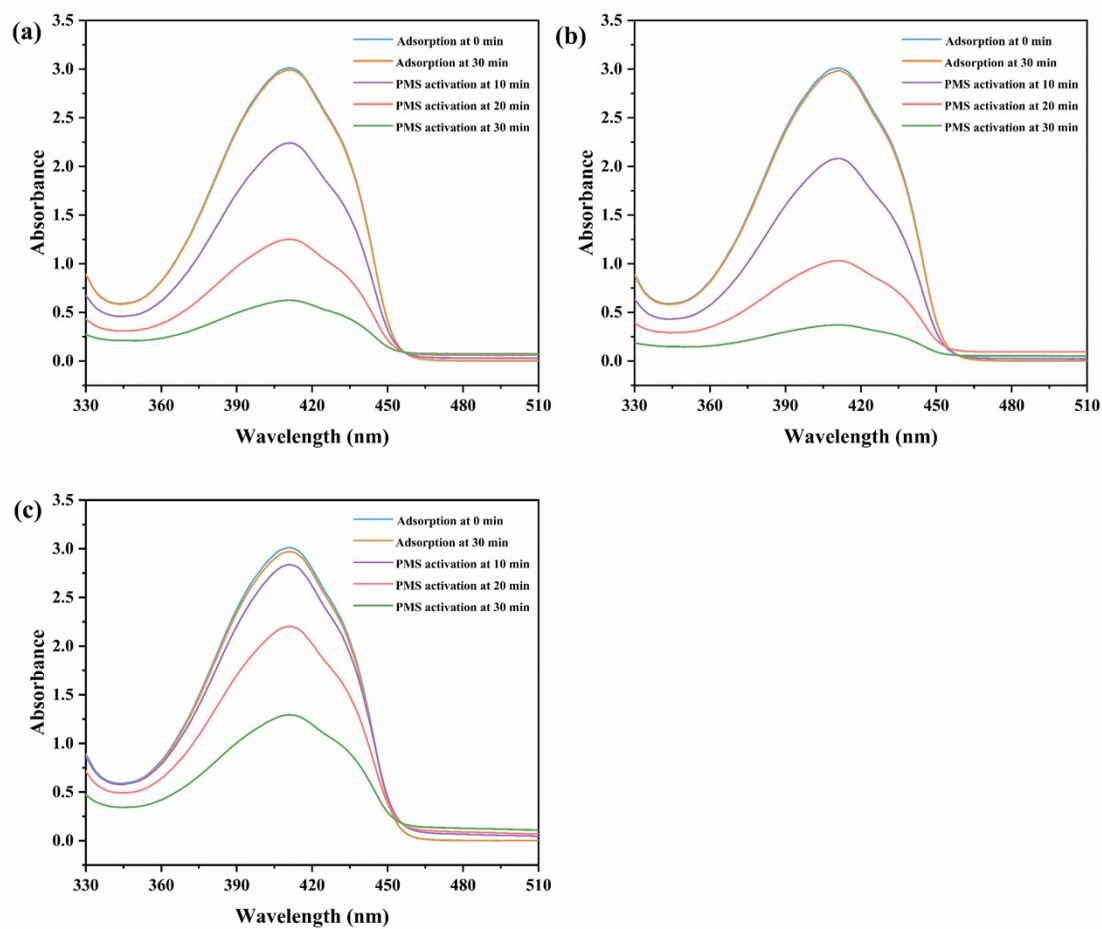 (a)
3.5
3.0
2.5
2.0
1.5
1.0
0.5
0.0
Absorbance
330 360 390 420 450 480 510
Wavelength (nm)
Adsorption at 0 min
Adsorption at 30 min
PMS activation at 10 min
PMS activation at 20 min
PMS activation at 30 min
(b)
3.5
3.0
2.5
2.0
1.5
1.0
0.5
0.0
Absorbance
330 360 390 420 450 480 510
Wavelength (nm)
Adsorption at 0 min
Adsorption at 30 min
PMS activation at 10 min
PMS activation at 20 min
PMS activation at 30 min
(c)
3.5
3.0
2.5
2.0
1.5
1.0
0.5
0.0
Absorbance
330 360 390 420 450 480 510
Wavelength (nm)
Adsorption at 0 min
Adsorption at 30 min
PMS activation at 10 min
PMS activation at 20 min
PMS activation at 30 min